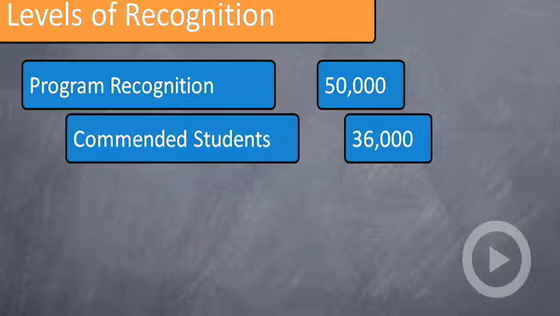 Levels of Recognition
Program Recognition 50,000
Commended Students 36,000